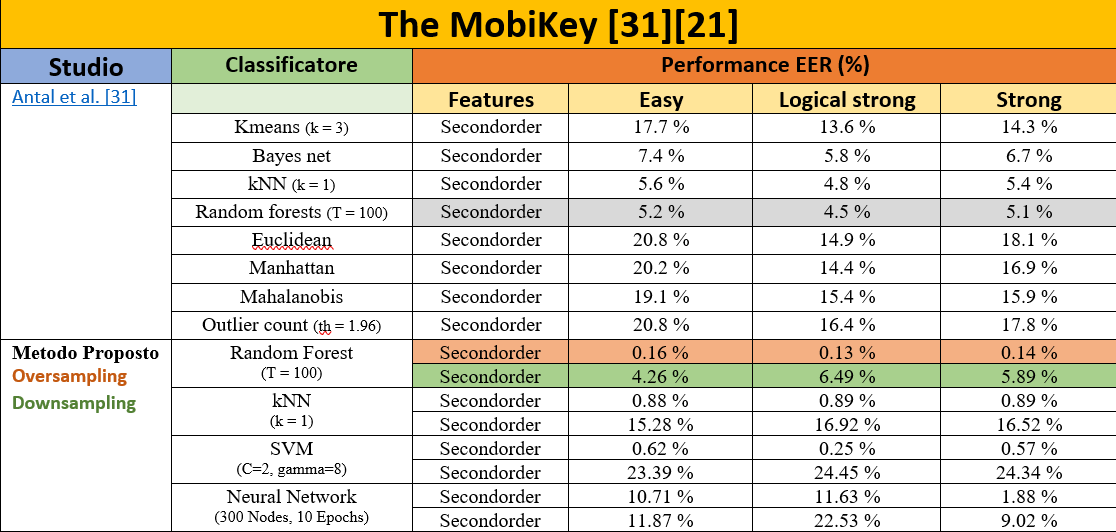 The MobiKey [31][21]
Studio Classificatore Performance EER (%)
Antal et al. [31] Features Easy Logical strong Strong
Kmeans (k = 3) Secondorder 17.7 % 13.6 % 14.3 %
Bayes net Secondorder 7.4 % 5.8 % 6.7 %
kNN (k = 1) Secondorder 5.6 % 4.8 % 5.4 %
Random forests (T = 100) Secondorder 5.2 % 4.5 % 5.1 %
Euclidean Secondorder 20.8 % 14.9 % 18.1 %
Manhattan Secondorder 20.2 % 14.4 % 16.9 %
Mahalanobis Secondorder 19.1 % 15.4 % 15.9 %
Outlier count (th = 1.96) Secondorder 20.8 % 16.4 % 17.8 %
Metodo Proposto Random Forest Secondorder 0.16 % 0.13 % 0.14 %
Oversampling (T = 100) Secondorder 4.26 % 6.49 % 5.89 %
Downsampling kNN Secondorder 0.88 % 0.89 % 0.89 %
(k = 1) Secondorder 15.28 % 16.92 % 16.52 %
SVM Secondorder 0.62 % 0.25 % 0.57 %
(C=2, gamma=8) Secondorder 23.39 % 24.45 % 24.34 %
Neural Network Secondorder 10.71 % 11.63 % 1.88 %
(300 Nodes, 10 Epochs) Secondorder 11.87 % 22.53 % 9.02 %